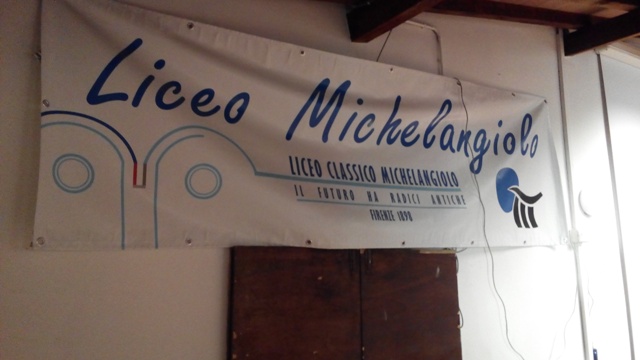 Liceo Michelangiolo
LICEO CLASSICO MICHELANGIOLO
IL FUTURO HA RADICI ANTICHE
FIRENZE 1898